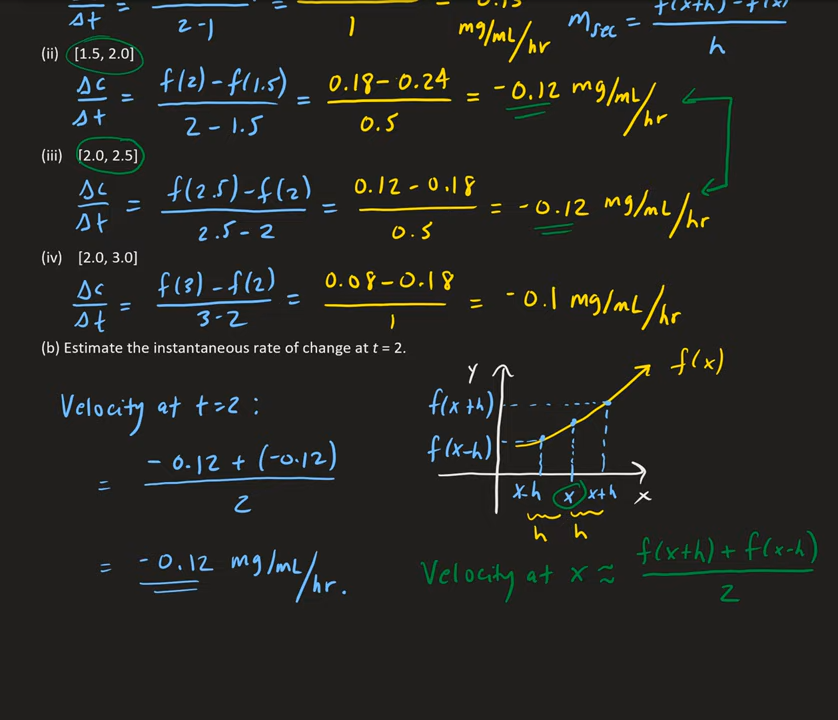 Δt = 2-1 = 1 mg/mL/hr m sec = f(x+h)-f(x) / h
(ii) [1.5, 2.0]
Δc/Δt = f(2)-f(1.5) / 2-1.5 = 0.18-0.24 / 0.5 = -0.12 mg/mL/hr
(iii) [2.0, 2.5]
Δc/Δt = f(2.5)-f(2) / 2.5-2 = 0.12-0.18 / 0.5 = -0.12 mg/mL/hr
(iv) [2.0, 3.0]
Δc/Δt = f(3)-f(2) / 3-2 = 0.08-0.18 / 1 = -0.1 mg/mL/hr
(b) Estimate the instantaneous rate of change at t = 2.
Velocity at t=2:
= -0.12 + (-0.12) / 2
= -0.12 mg/mL/hr.
y
f(x)
f(x+h)
f(x-h)
x-h x x+h x
h h
Velocity at x ≈ f(x+h) + f(x-h) / 2